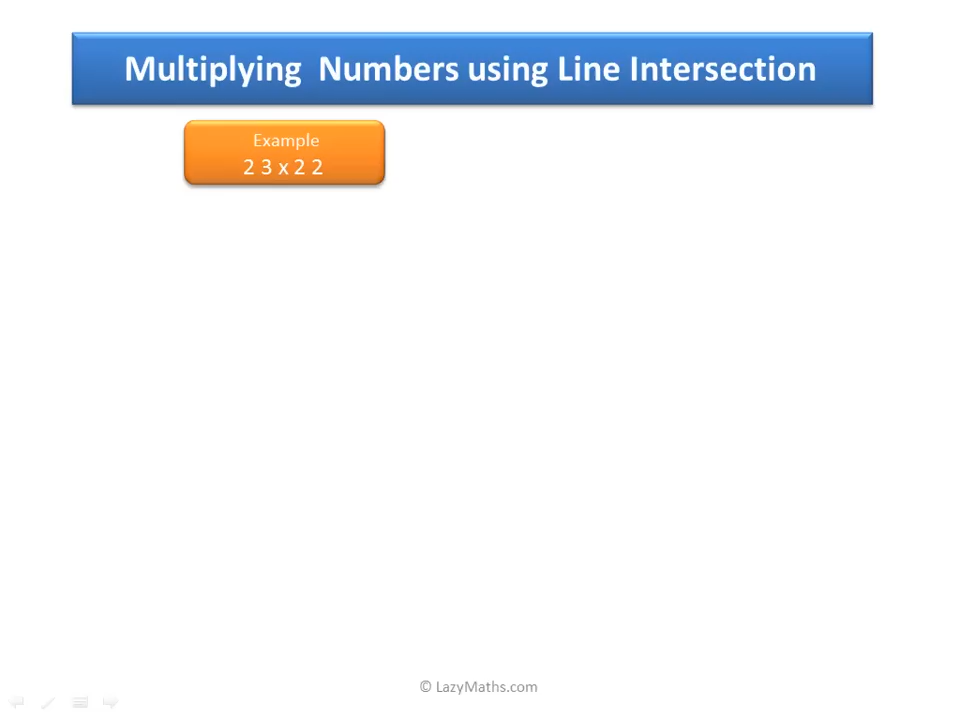 Multiplying  Numbers using Line Intersection
Example
2 3 x 2 2
© LazyMaths.com